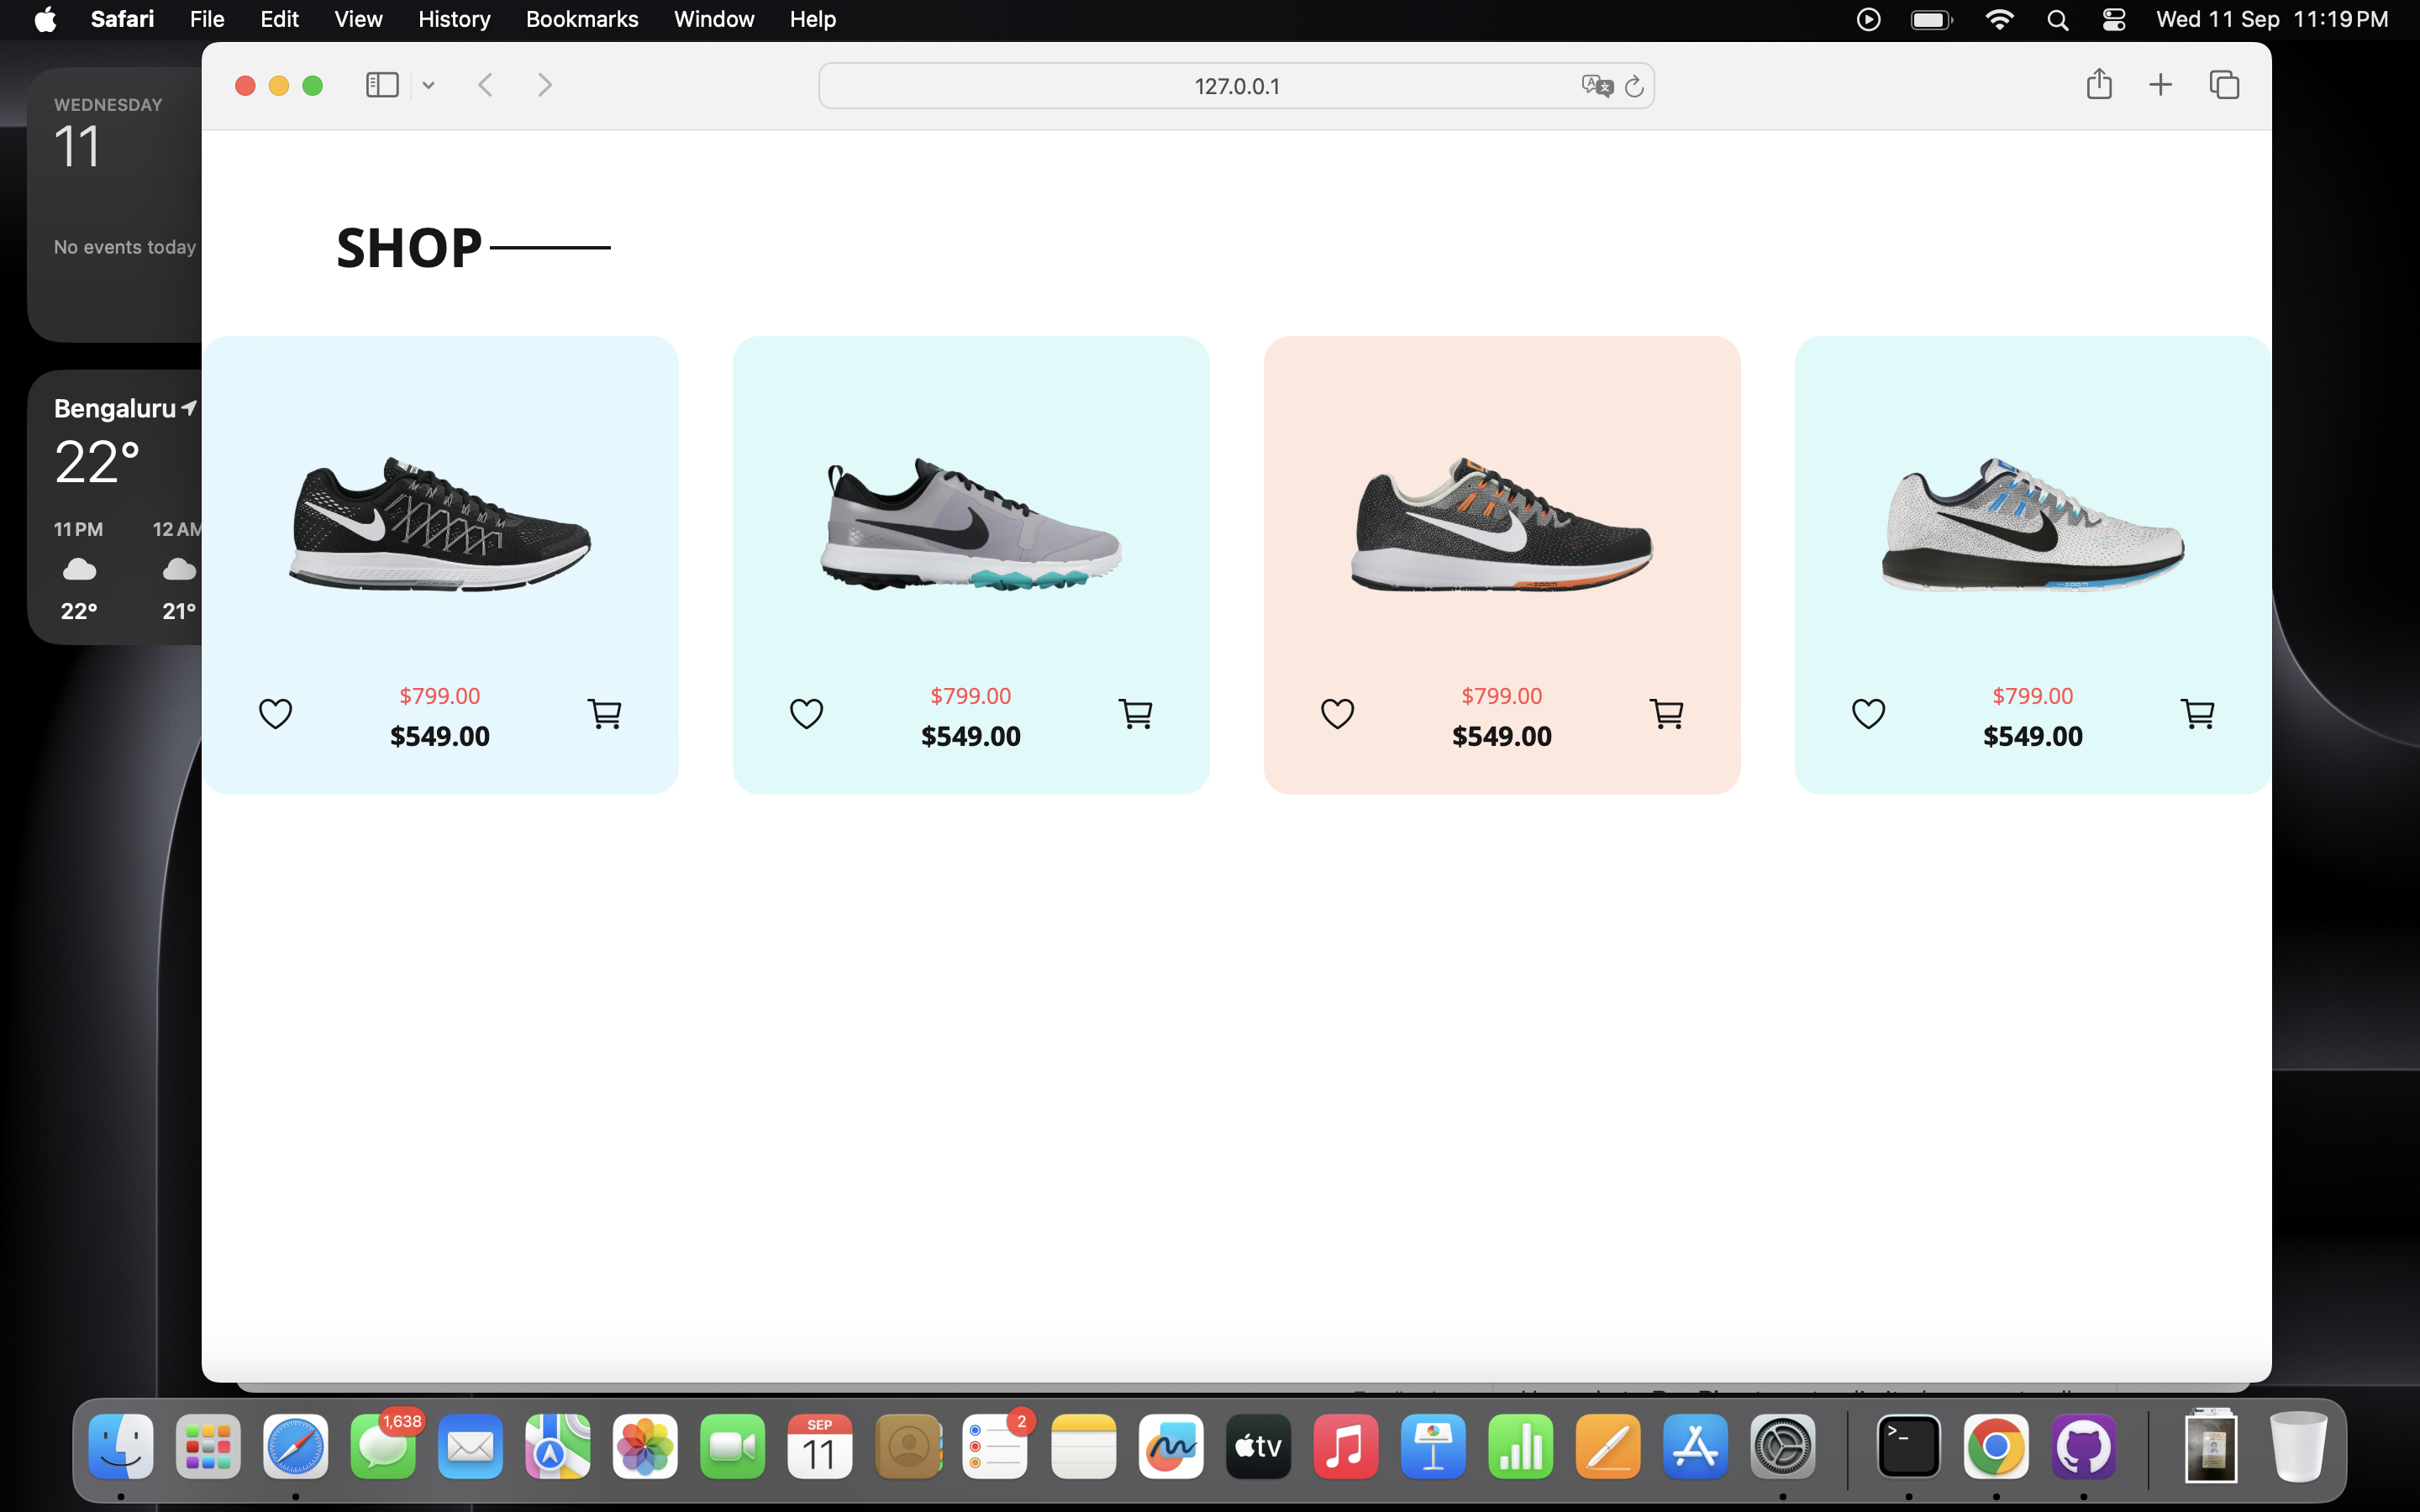 Safari File Edit View History Bookmarks Window Help Wed 11 Sep 11:19 PM
127.0.0.1
WEDNESDAY
11
No events today
Bengaluru
22°
11 PM 12 AM
22° 21°
SHOP
$799.00 $799.00 $799.00 $799.00
$549.00 $549.00 $549.00 $549.00
1,638 SEP 2
11 tv >_